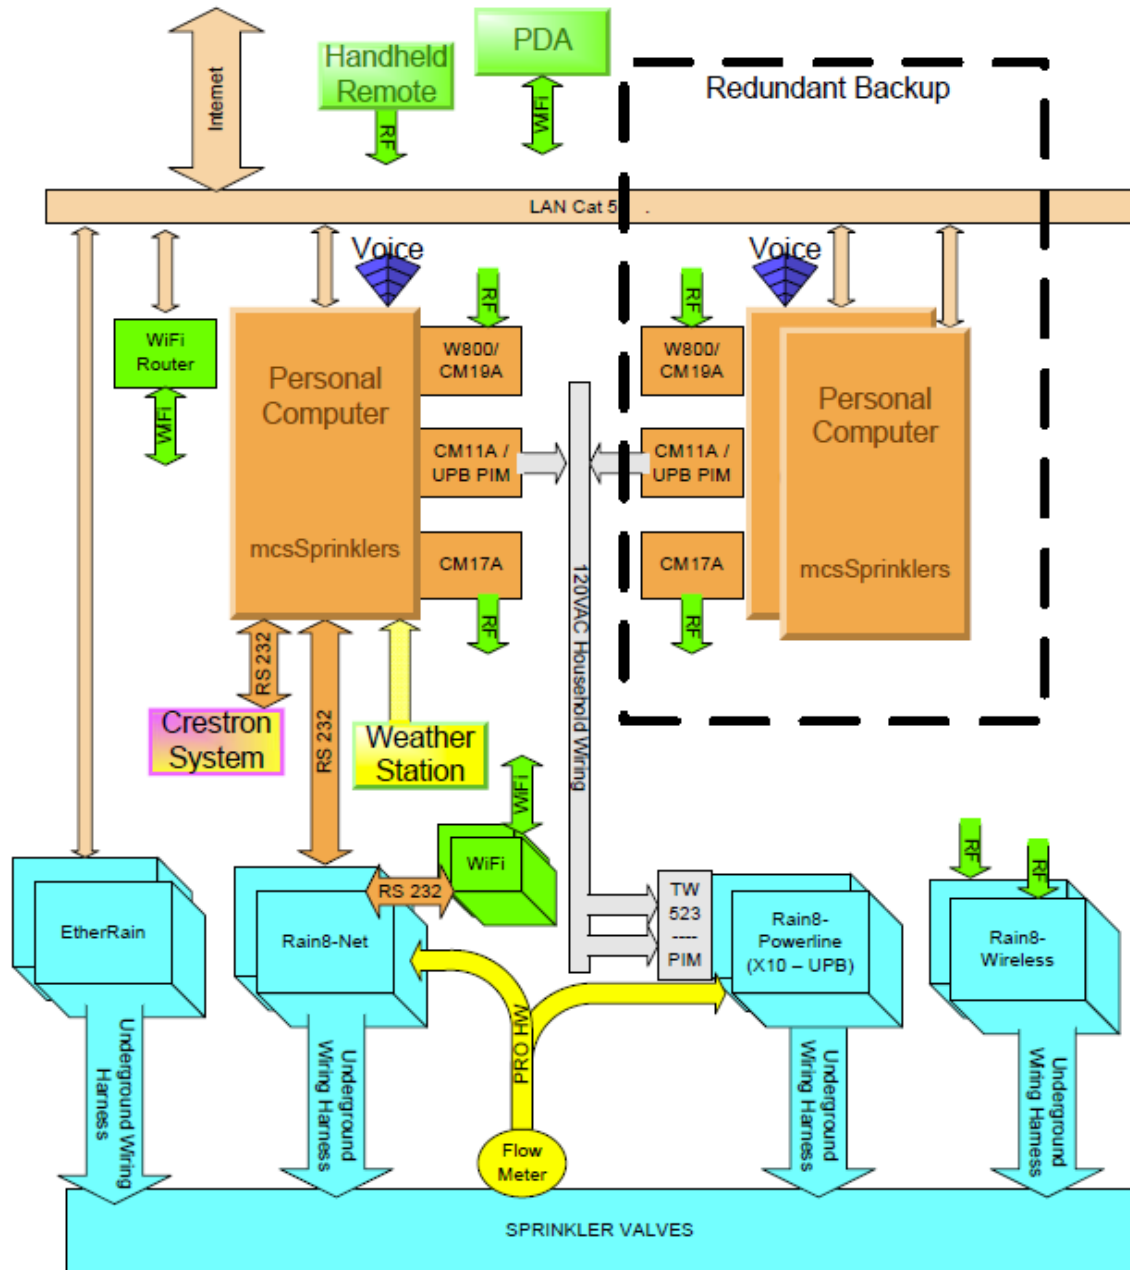 PDA
Handheld
Remote
Redundant Backup
Internet
RF
WiFi
LAN Cat 5 .
Voice
Voice
RF
RF
WiFi
Router
W800/
CM19A
W800/
CM19A
Personal
Computer
Personal
Computer
WiFi
CM11A /
UPB PIM
CM11A /
UPB PIM
mcsSprinklers
CM17A
CM17A
mcsSprinklers
120VAC Household Wiring
RF
RF
RS 232
RS 232
Crestron
System
Weather
Station
WiFi
WiFi
RS 232
RF
RF
TW
523
----
PIM
EtherRain
Rain8-Net
Rain8-
Powerline
(X10 – UPB)
Rain8-
Wireless
PRO HW
Underground Wiring
Harness
Underground
Wiring Harness
Underground
Wiring Harness
Underground
Wiring Harness
Flow
Meter
SPRINKLER VALVES